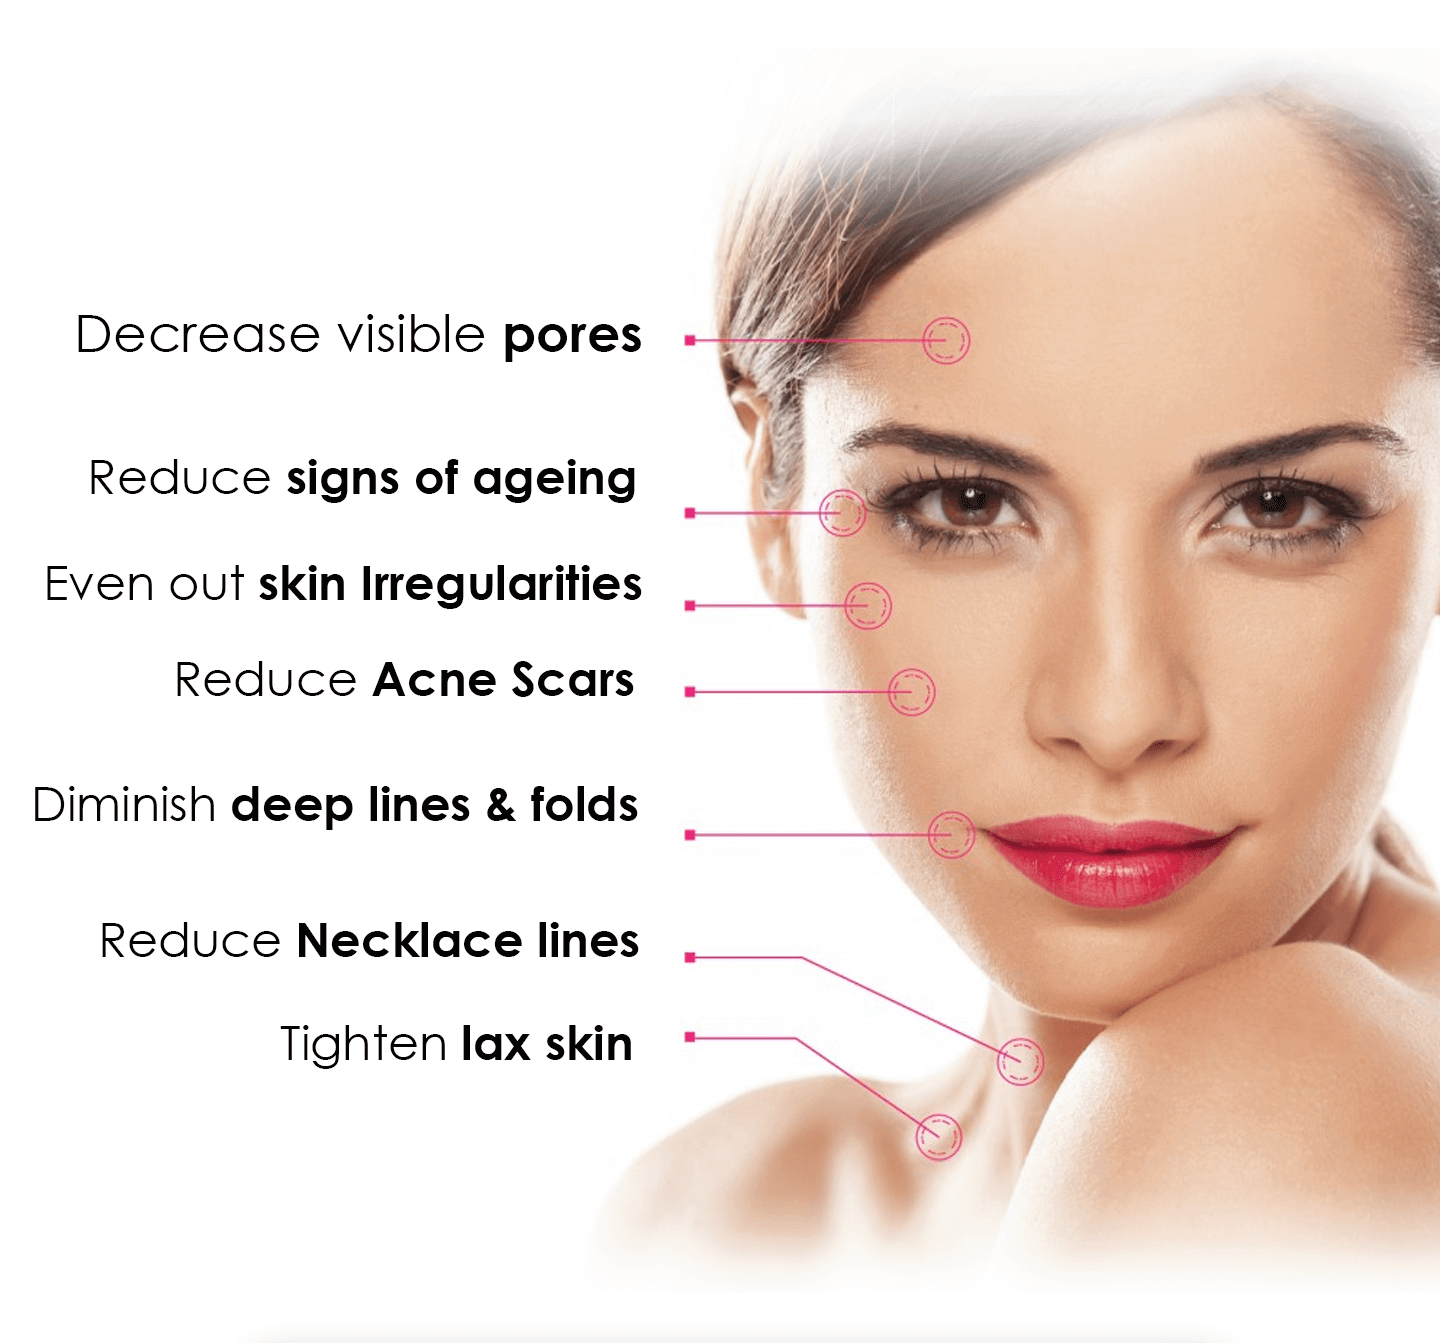 Decrease visible pores
Reduce signs of ageing
Even out skin Irregularities
Reduce Acne Scars
Diminish deep lines & folds
Reduce Necklace lines
Tighten lax skin